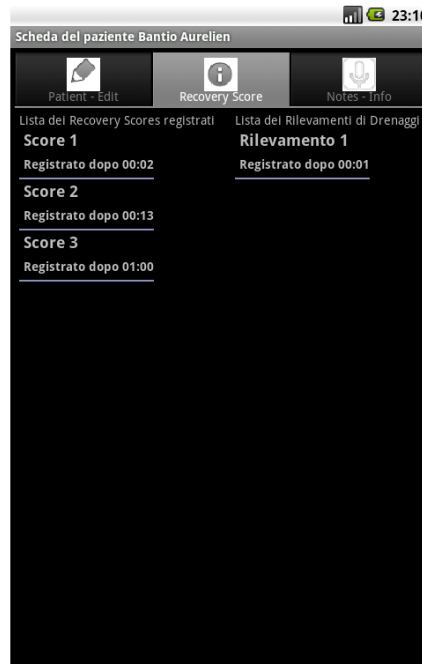 23:10
Scheda del paziente Bantio Aurelien
Patient - Edit
Recovery Score
Notes - Info
Lista dei Recovery Scores registrati
Lista dei Rilevamenti di Drenaggi
Score 1
Registrato dopo 00:02
Score 2
Registrato dopo 00:13
Score 3
Registrato dopo 01:00
Rilevamento 1
Registrato dopo 00:01